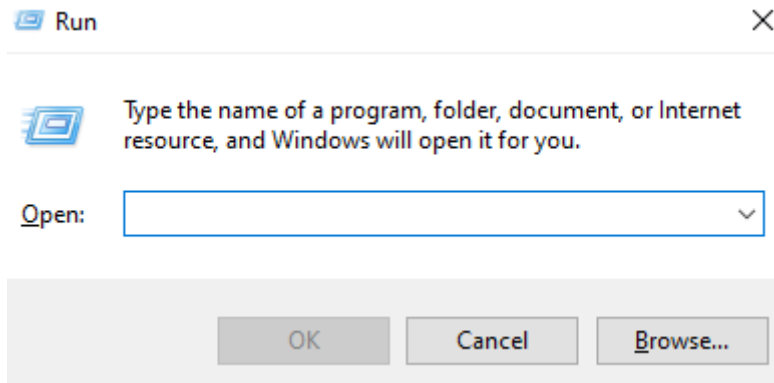 Run
Type the name of a program, folder, document, or Internet
resource, and Windows will open it for you.
Open:
OK Cancel Browse...